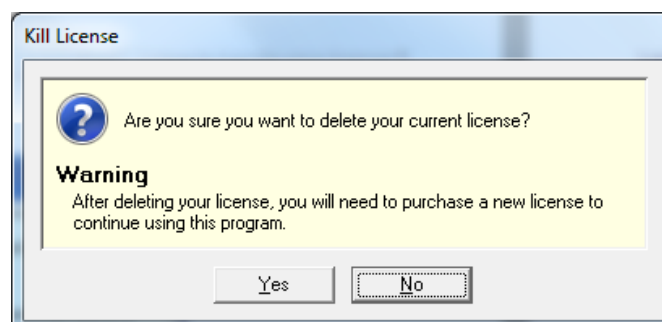 Kill License
Are you sure you want to delete your current license?
Warning
After deleting your license, you will need to purchase a new license to
continue using this program.
Yes No